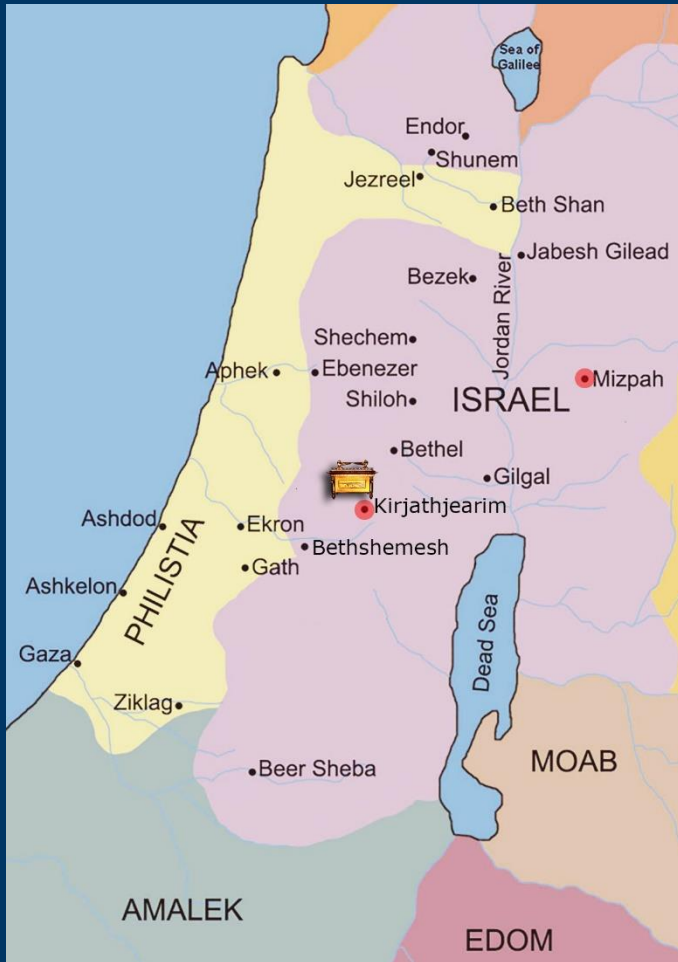 Sea of
Galilee
Endor
Shunem
Jezreel
Beth Shan
Jabesh Gilead
Bezek
Jordan River
Shechem
Aphek
Ebenezer
Mizpah
Shiloh
ISRAEL
Bethel
Gilgal
Kirjathjearim
Ashdod
Ekron
Bethshemesh
PHILISTIA
Gath
Ashkelon
Dead Sea
Gaza
Ziklag
MOAB
Beer Sheba
AMALEK
EDOM